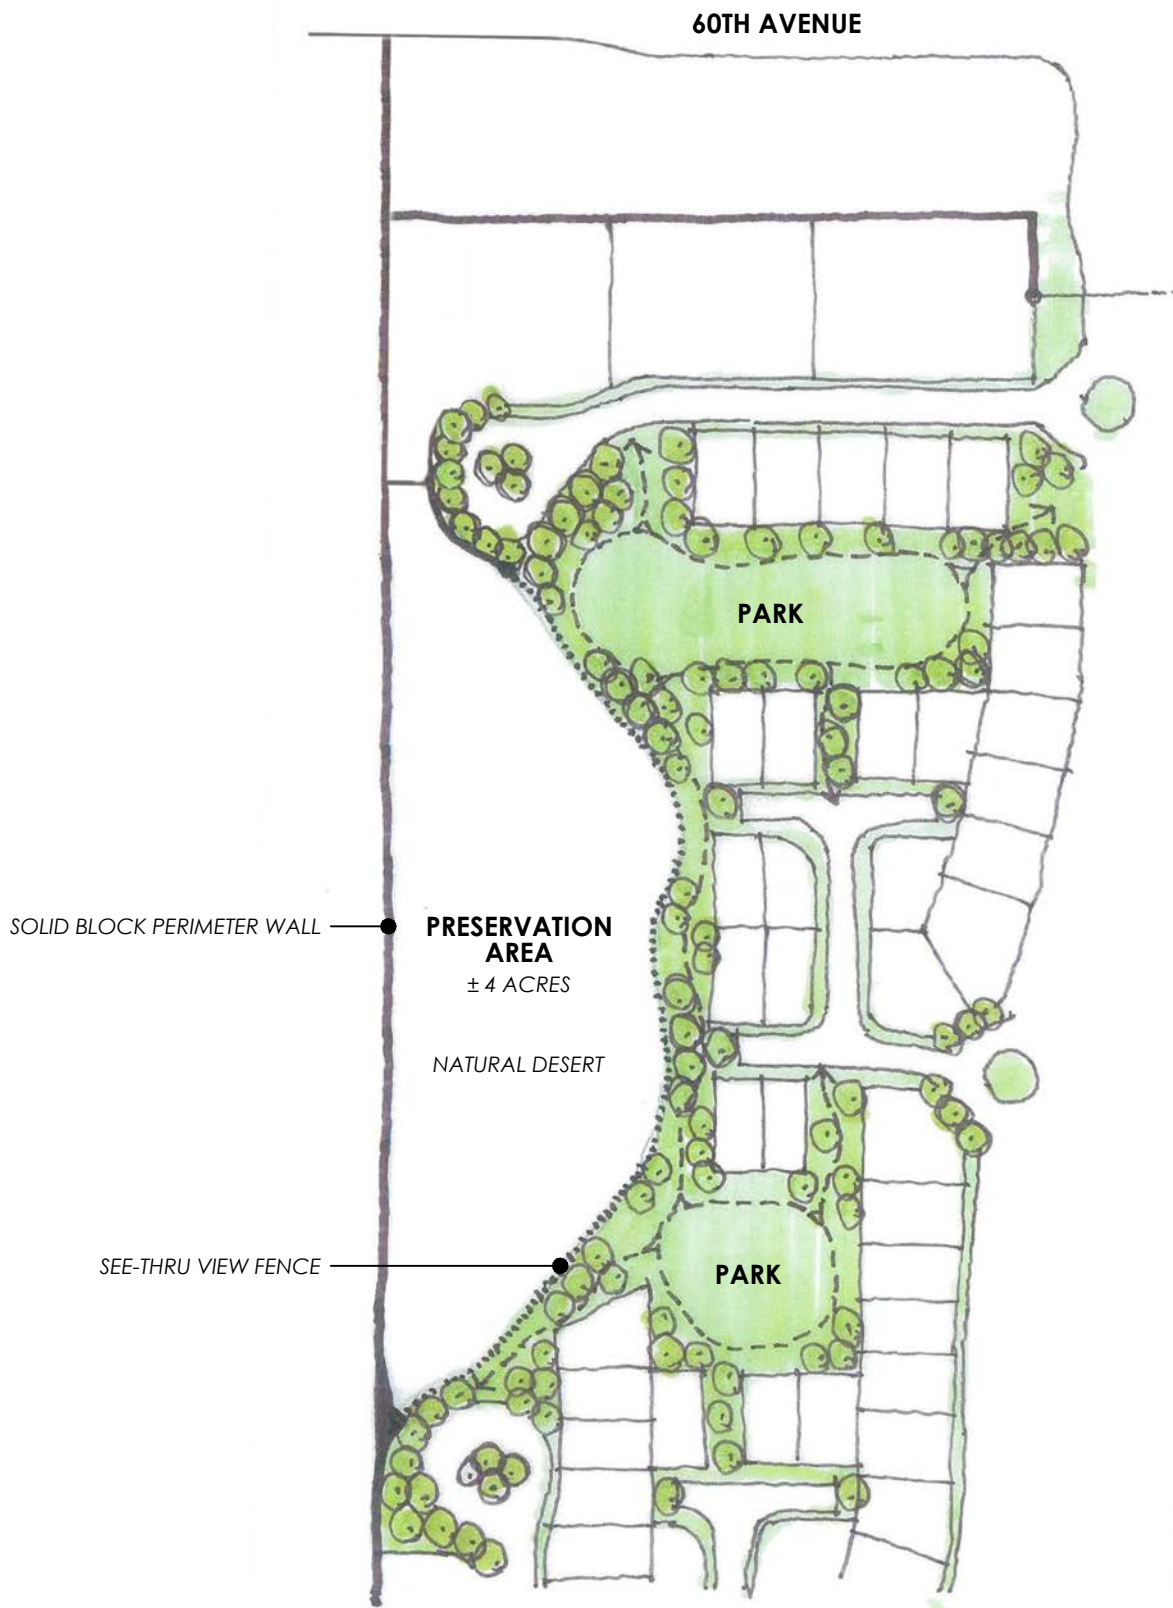 60TH AVENUE
PARK
SOLID BLOCK PERIMETER WALL
PRESERVATION
AREA
± 4 ACRES
NATURAL DESERT
SEE-THRU VIEW FENCE
PARK